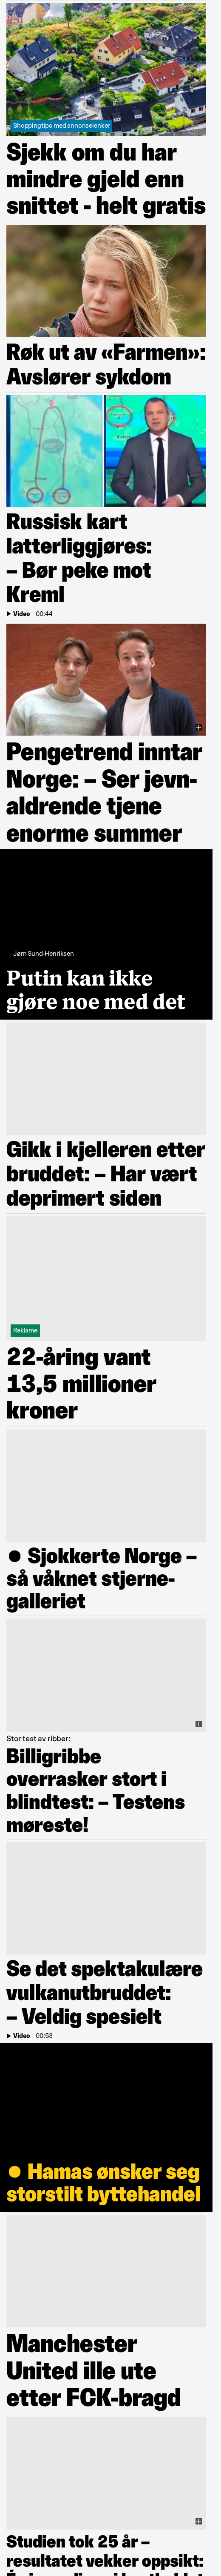 Shoppingtips med annonselenker
Sjekk om du har
mindre gjeld enn
snittet - helt gratis
Røk ut av «Farmen»:
Avslører sykdom
Russisk kart
latterliggjøres:
– Bør peke mot
Kreml
Video | 00:44
Pengetrend inntar
Norge: – Ser jevn-
aldrende tjene
enorme summer
Jørn Sund-Henriksen
Putin kan ikke
gjøre noe med det
Gikk i kjelleren etter
bruddet: – Har vært
deprimert siden
Reklame
22-åring vant
13,5 millioner
kroner
● Sjokkerte Norge –
så våknet stjerne-
galleriet
Stor test av ribber:
Billigribbe
overrasker stort i
blindtest: – Testens
møreste!
Se det spektakulære
vulkanutbruddet:
– Veldig spesielt
Video | 00:53
● Hamas ønsker seg
storstilt byttehandel
Manchester
United ille ute
etter FCK-bragd
Studien tok 25 år –
resultatet vekker oppsikt: